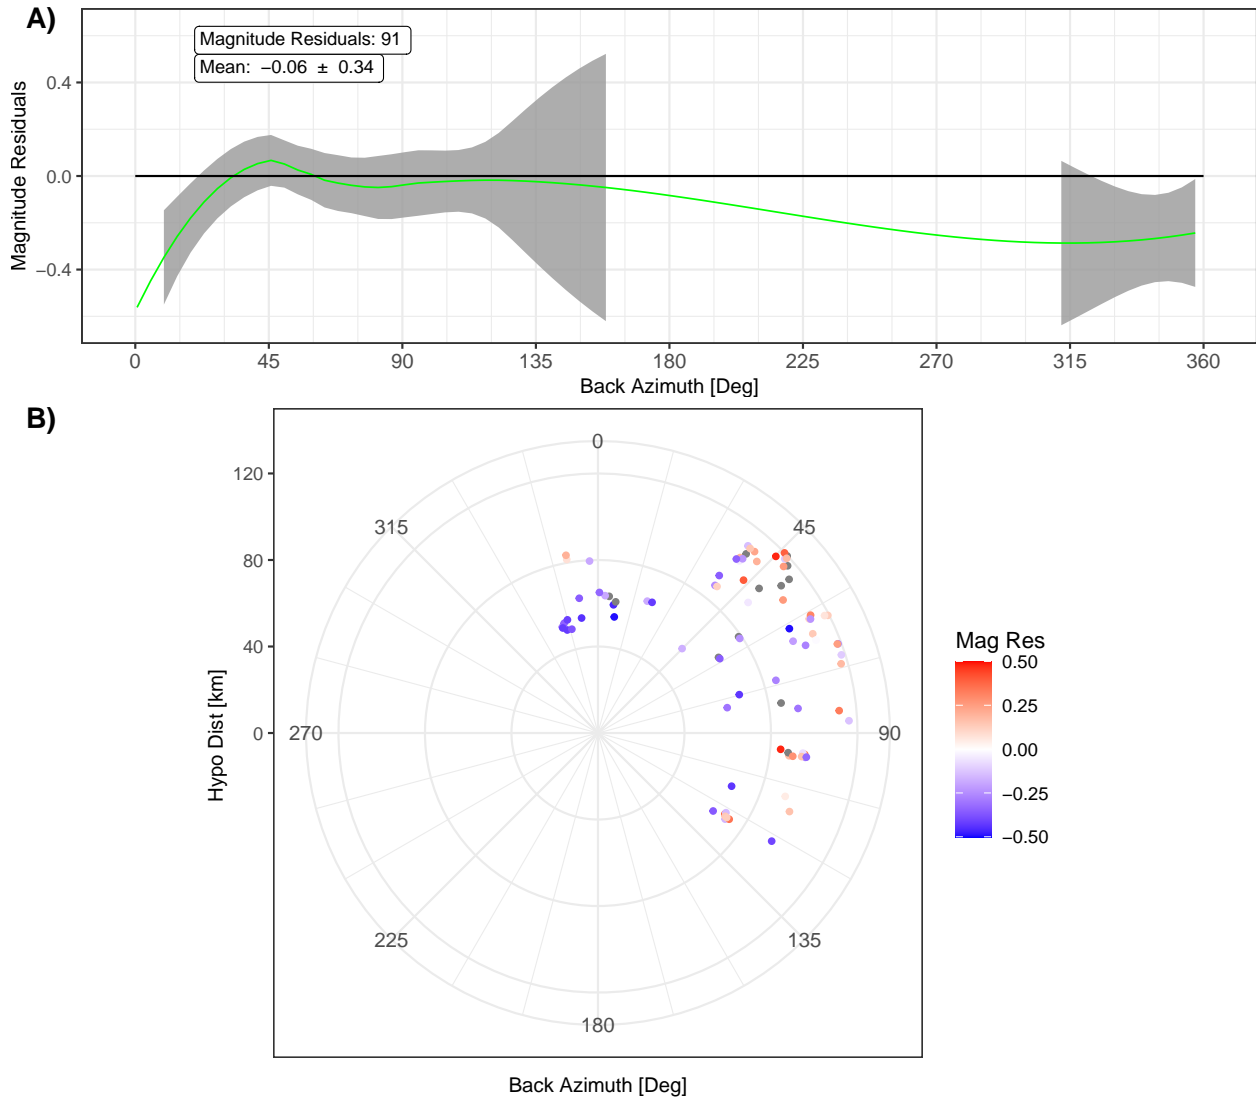 A)
Magnitude Residuals: 91
Mean: −0.06 ± 0.34
Magnitude Residuals
0.4
0.0
−0.4
0 45 90 135 180 225 270 315 360
Back Azimuth [Deg]
B)
Hypo Dist [km]
120
80
40
0
0
45
90
135
180
225
270
315
Back Azimuth [Deg]
Mag Res
0.50
0.25
0.00
−0.25
−0.50